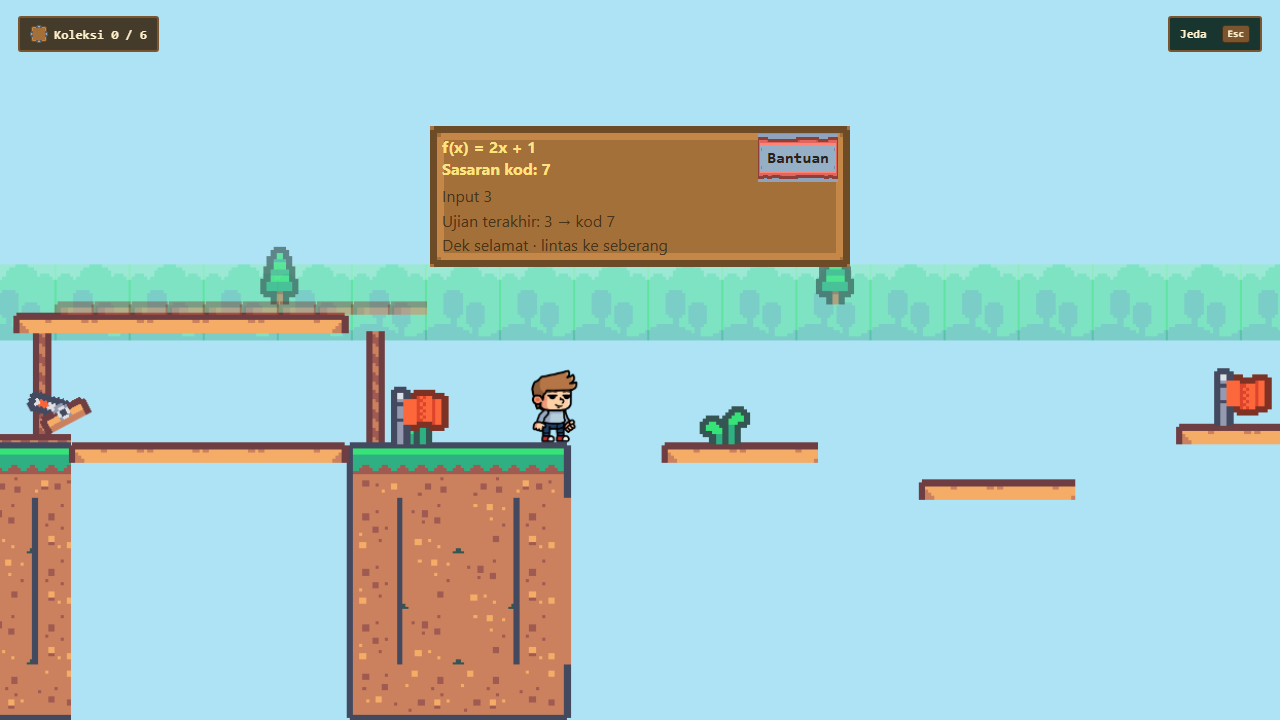 Koleksi 0 / 6
Jeda Esc
f(x) = 2x + 1
Bantuan
Sasaran kod: 7
Input 3
Ujian terakhir: 3 → kod 7
Dek selamat · lintas ke seberang